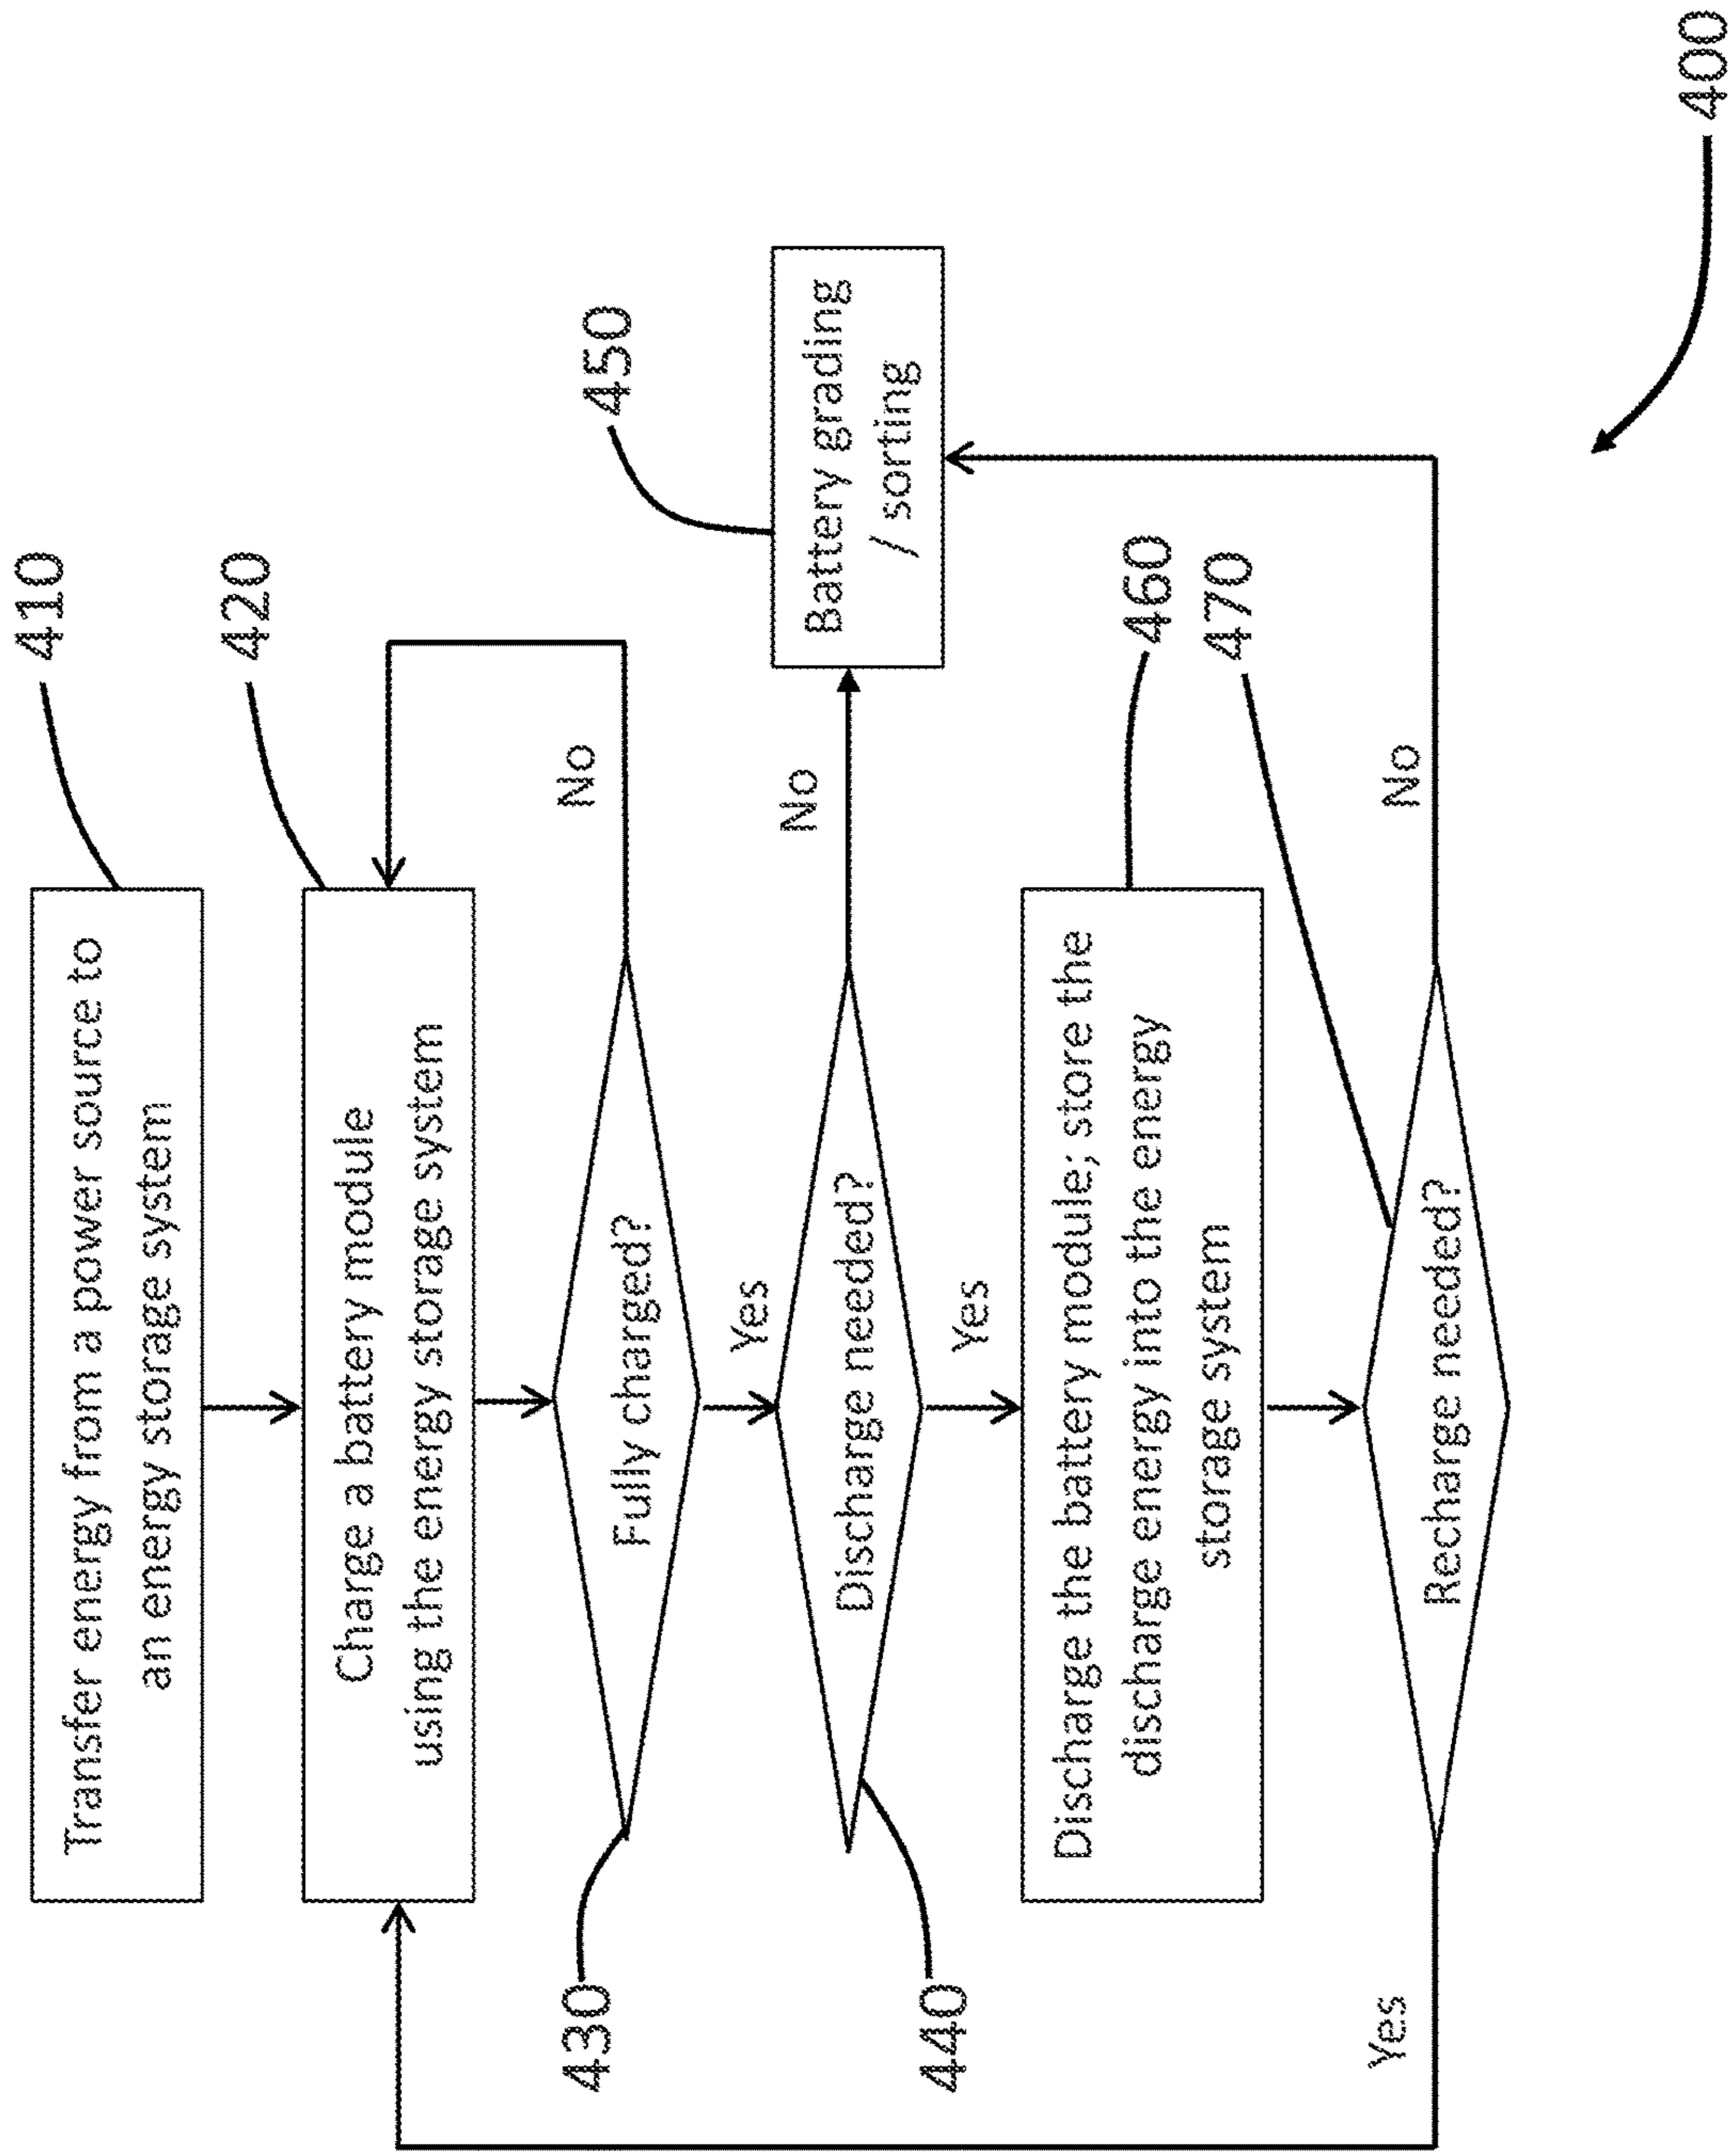 410
Transfer energy from a power source to
an energy storage system
420
Charge a battery module
using the energy storage system
No
430
Fully charged?
Yes
450
Battery grading
/ sorting
No
Discharge needed?
440
Yes
460
Discharge the battery module; store the
discharge energy into the energy
storage system
470
No
Recharge needed?
Yes
400